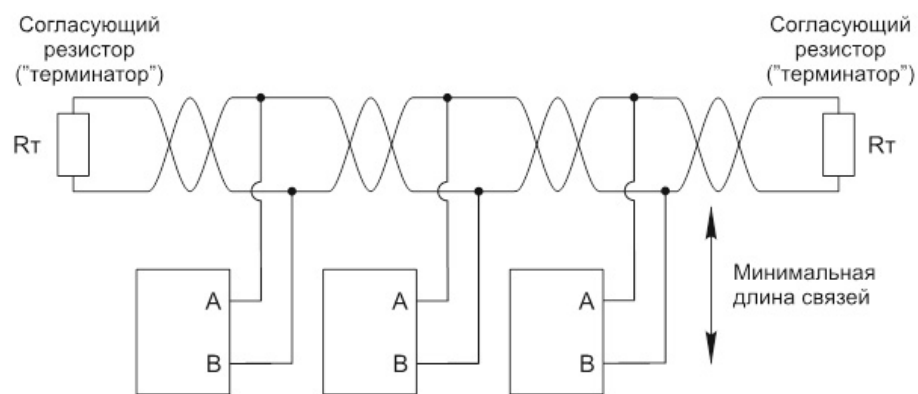 Согласующий
резистор
("терминатор")
Согласующий
резистор
("терминатор")
Rт
Rт
A
B
A
B
A
B
Минимальная
длина связей